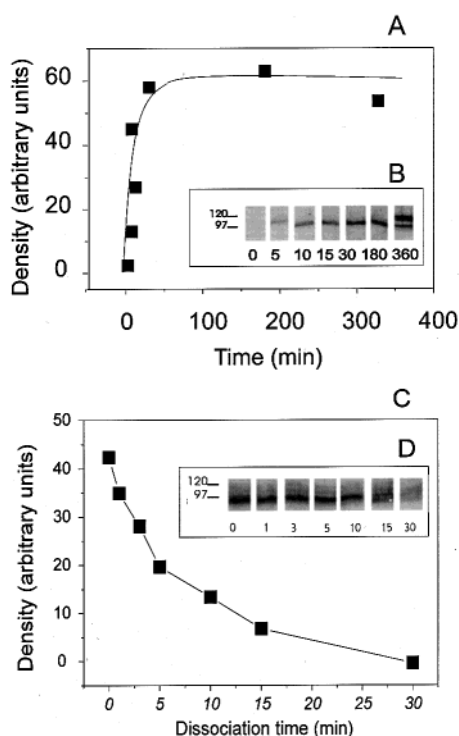 A
Density (arbitrary units)
60
40
20
0
B
120
97
0 5 10 15 30 180 360
0 100 200 300 400
Time (min)
C
Density (arbitrary units)
50
40
30
20
10
0
D
120
97
0 1 3 5 10 15 30
0 5 10 15 20 25 30
Dissociation time (min)